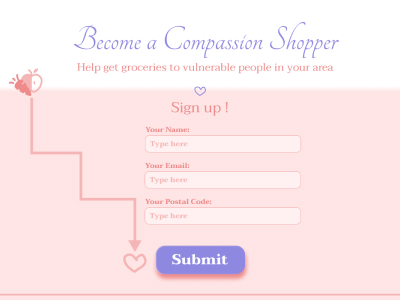 Become a Compassion Shopper
Help get groceries to vulnerable people in your area
Sign up !
Your Name:
Type here
Your Email:
Type here
Your Postal Code:
Type here
Submit